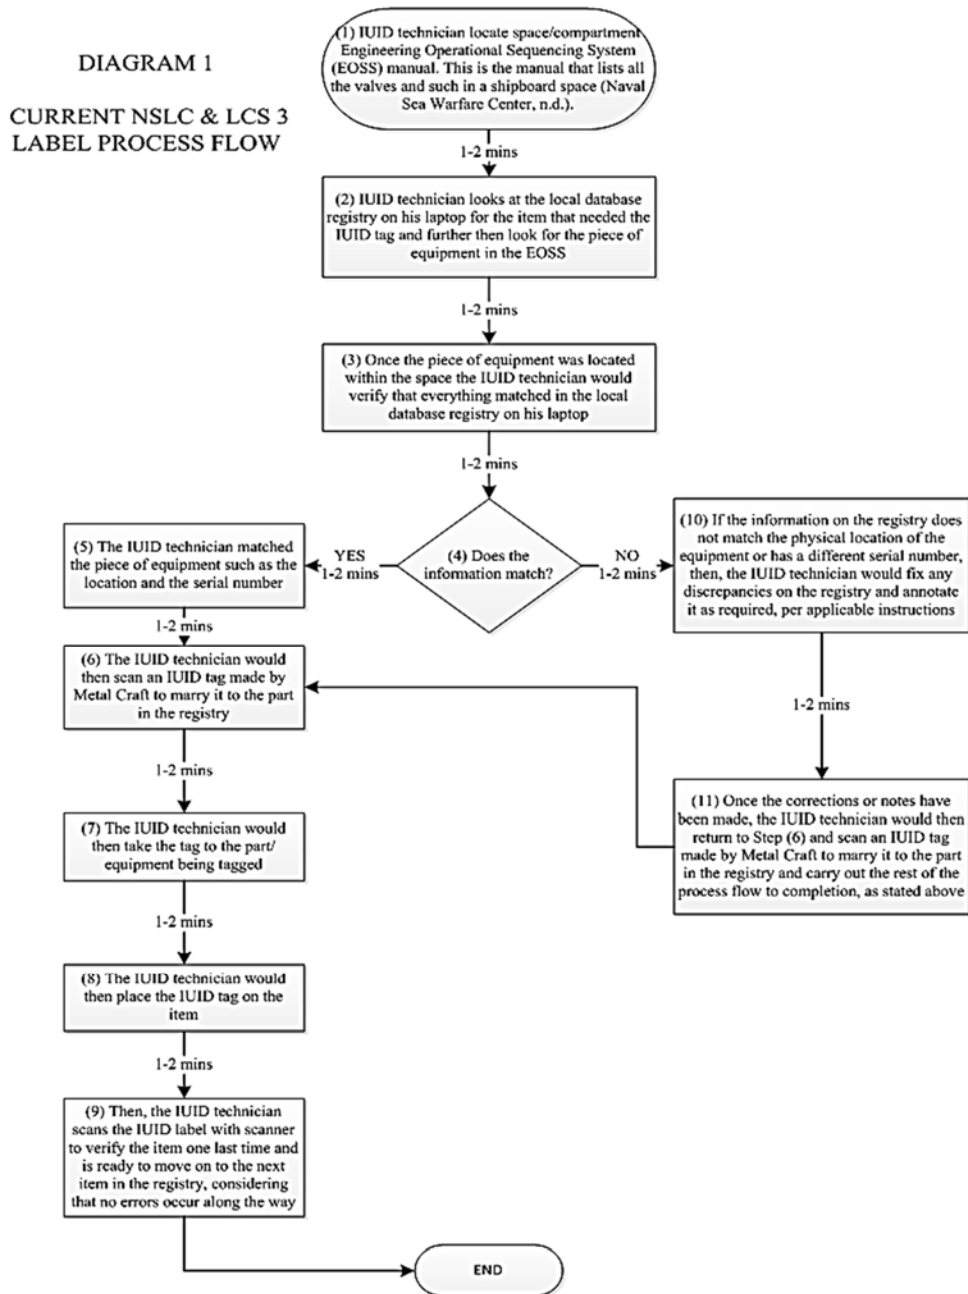 DIAGRAM 1
CURRENT NSLC & LCS 3
LABEL PROCESS FLOW
(1) IUID technician locate space/compartment
Engineering Operational Sequencing System
(EOSS) manual. This is the manual that lists all
the valves and such in a shipboard space (Naval
Sea Warfare Center, n.d.).
1-2 mins
(2) IUID technician looks at the local database
registry on his laptop for the item that needed the
IUID tag and further then look for the piece of
equipment in the EOSS
1-2 mins
(3) Once the piece of equipment was located
within the space the IUID technician would
verify that everything matched in the local
database registry on his laptop
1-2 mins
(4) Does the
information match?
YES
1-2 mins
NO
1-2 mins
(5) The IUID technician matched
the piece of equipment such as the
location and the serial number
1-2 mins
(6) The IUID technician would
then scan an IUID tag made by
Metal Craft to marry it to the part
in the registry
1-2 mins
(7) The IUID technician would
then take the tag to the part/
equipment being tagged
1-2 mins
(8) The IUID technician would
then place the IUID tag on the
item
1-2 mins
(9) Then, the IUID technician
scans the IUID label with scanner
to verify the item one last time and
is ready to move on to the next
item in the registry, considering
that no errors occur along the way
(10) If the information on the registry does
not match the physical location of the
equipment or has a different serial number,
then, the IUID technician would fix any
discrepancies on the registry and annotate
it as required, per applicable instructions
1-2 mins
(11) Once the corrections or notes have
been made, the IUID technician would then
return to Step (6) and scan an IUID tag
made by Metal Craft to marry it to the part
in the registry and carry out the rest of the
process flow to completion, as stated above
END